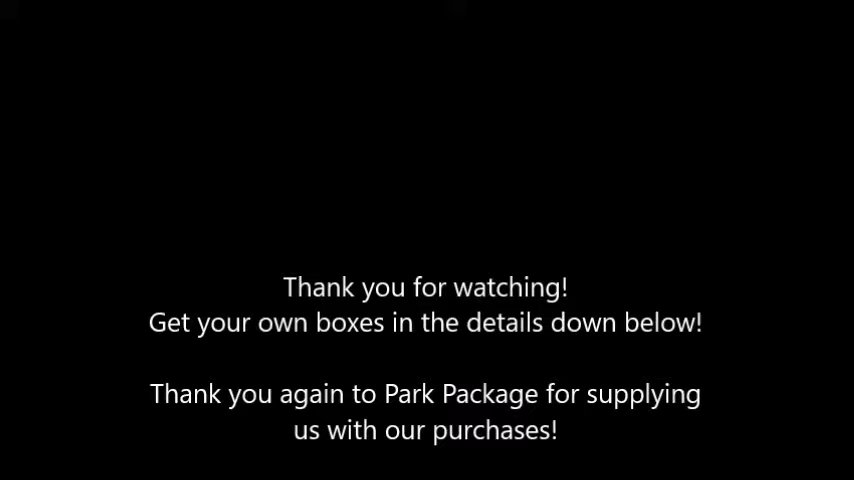 Thank you for watching!
Get your own boxes in the details down below!
Thank you again to Park Package for supplying
us with our purchases!